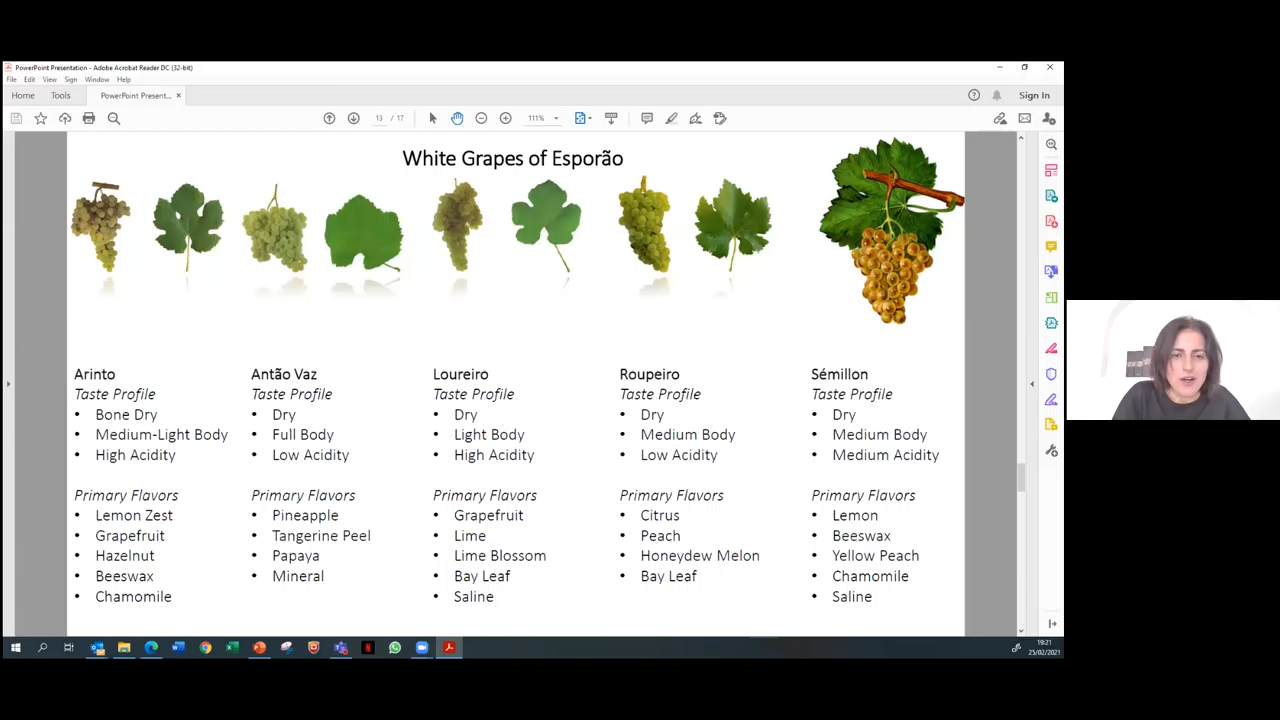 PowerPoint Presentation - Adobe Acrobat Reader DC (32-bit)
File Edit View Sign Window Help
Home Tools PowerPoint Present... × Sign In
13 / 17 111%
White Grapes of Esporão
Arinto
Taste Profile
• Bone Dry
• Medium-Light Body
• High Acidity
Primary Flavors
• Lemon Zest
• Grapefruit
• Hazelnut
• Beeswax
• Chamomile
Antão Vaz
Taste Profile
• Dry
• Full Body
• Low Acidity
Primary Flavors
• Pineapple
• Tangerine Peel
• Papaya
• Mineral
Loureiro
Taste Profile
• Dry
• Light Body
• High Acidity
Primary Flavors
• Grapefruit
• Lime
• Lime Blossom
• Bay Leaf
• Saline
Roupeiro
Taste Profile
• Dry
• Medium Body
• Low Acidity
Primary Flavors
• Citrus
• Peach
• Honeydew Melon
• Bay Leaf
Sémillon
Taste Profile
• Dry
• Medium Body
• Medium Acidity
Primary Flavors
• Lemon
• Beeswax
• Yellow Peach
• Chamomile
• Saline
19:21
25/02/2021